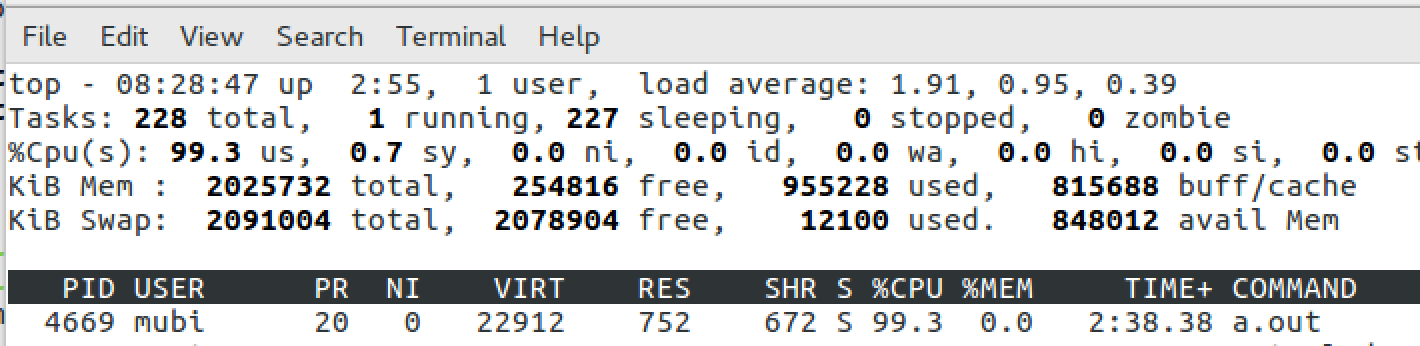 File Edit View Search Terminal Help
top - 08:28:47 up  2:55,  1 user,  load average: 1.91, 0.95, 0.39
Tasks: 228 total,   1 running, 227 sleeping,   0 stopped,   0 zombie
%Cpu(s): 99.3 us,  0.7 sy,  0.0 ni,  0.0 id,  0.0 wa,  0.0 hi,  0.0 si,  0.0 st
KiB Mem :  2025732 total,   254816 free,   955228 used,   815688 buff/cache
KiB Swap:  2091004 total,  2078904 free,    12100 used.   848012 avail Mem
PID USER      PR  NI    VIRT    RES    SHR S %CPU %MEM     TIME+ COMMAND
4669 mubi      20   0   22912    752    672 S 99.3  0.0   2:38.38 a.out